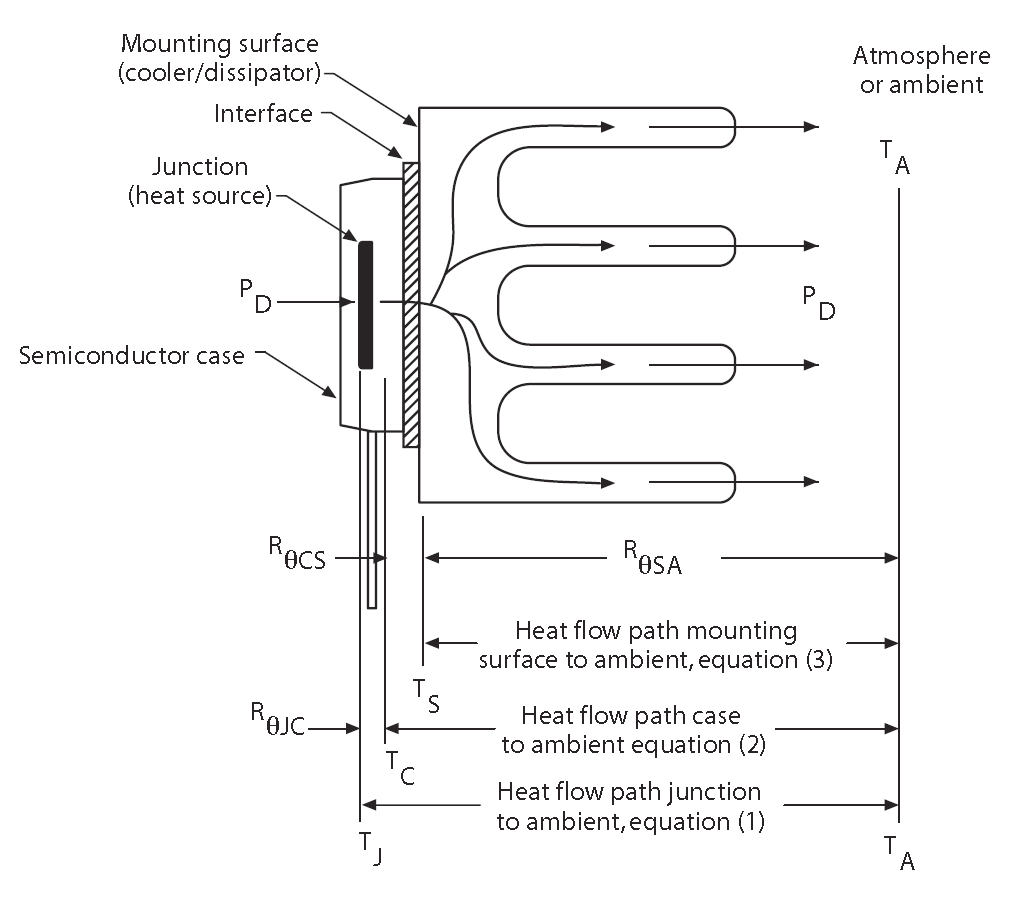 Mounting surface
(cooler/dissipator)
Atmosphere
or ambient
Interface
Junction
(heat source)
T A
P D
P D
Semiconductor case
R θCS
R θSA
Heat flow path mounting
surface to ambient, equation (3)
T S
R θJC
Heat flow path case
to ambient equation (2)
T C
Heat flow path junction
to ambient, equation (1)
T J
T A